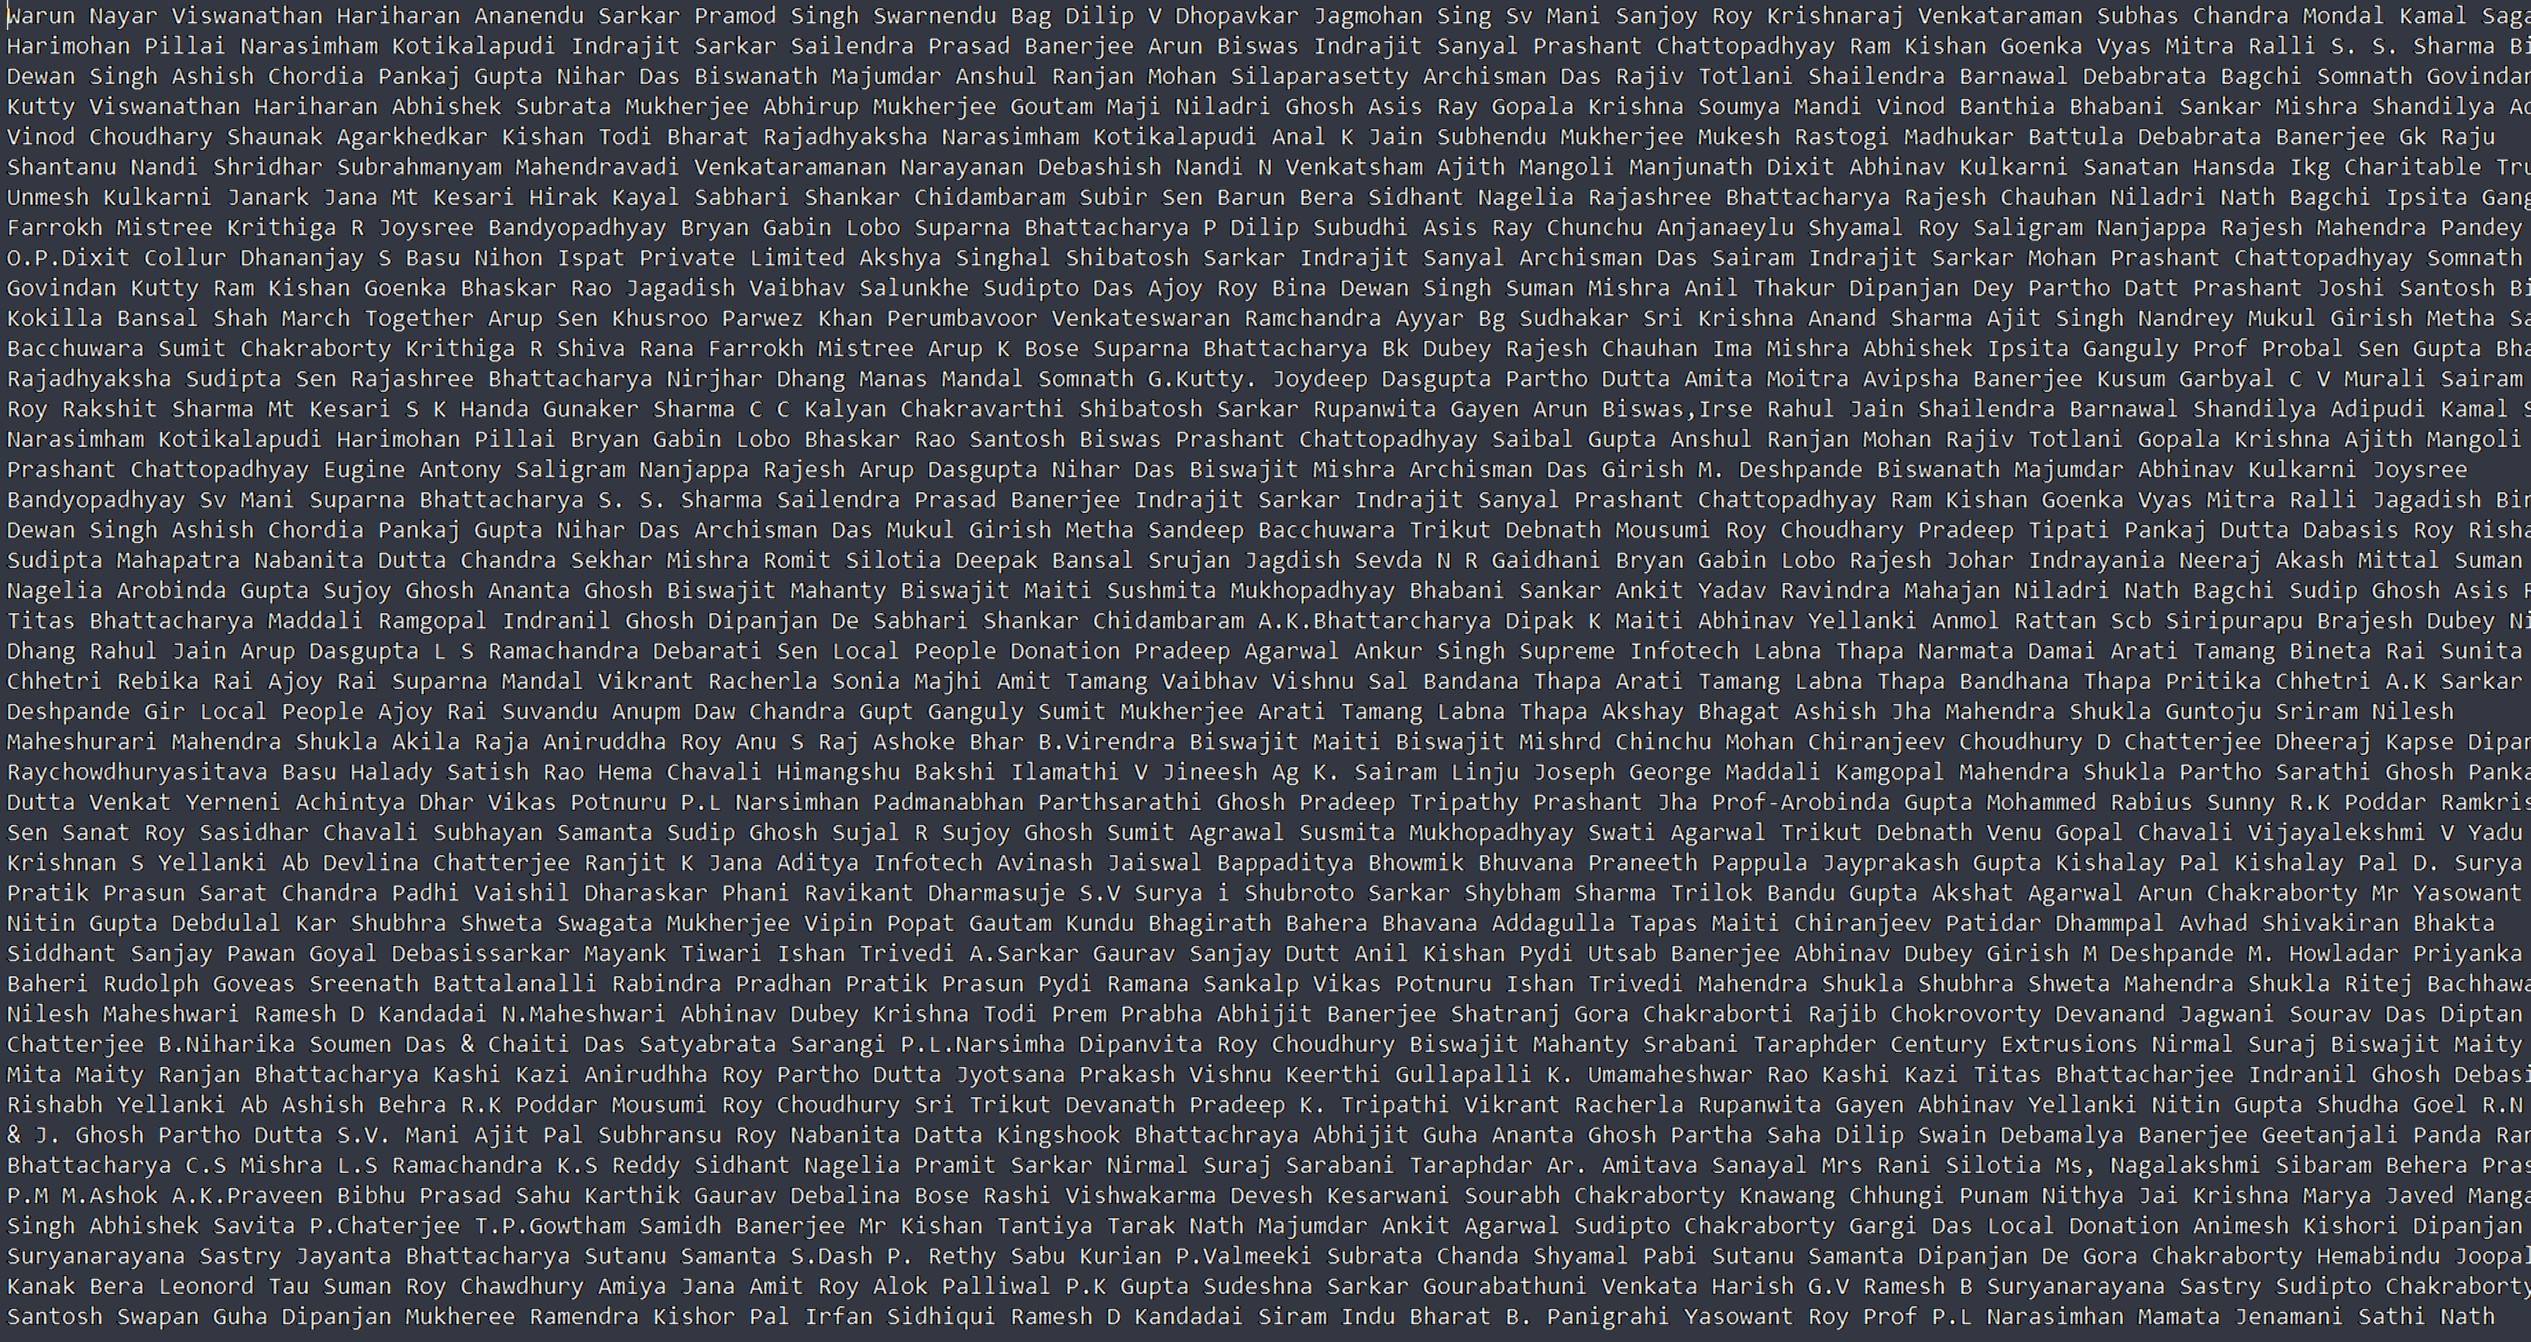 Warun Nayar Viswanathan Hariharan Ananendu Sarkar Pramod Singh Swarnendu Bag Dilip V Dhopavkar Jagmohan Sing Sv Mani Sanjoy Roy Krishnaraj Venkataraman Subhas Chandra Mondal Kamal
Harimohan Pillai Narasimham Kotikalapudi Indrajit Sarkar Sailendra Prasad Banerjee Arun Biswas Indrajit Sanyal Prashant Chattopadhyay Ram Kishan Goenka Vyas Mitra Ralli S. S. Sharma
Dewan Singh Ashish Chordia Pankaj Gupta Nihar Das Biswanath Majumdar Anshul Ranjan Mohan Silaparasetty Archisman Das Rajiv Totlani Shailendra Barnawal Debabrata Bagchi Somnath Govindan
Kutty Viswanathan Hariharan Abhishek Subrata Mukherjee Abhirup Mukherjee Goutam Maji Niladri Ghosh Asis Ray Gopala Krishna Soumya Mandi Vinod Banthia Bhabani Sankar Mishra Shandilya
Vinod Choudhary Shaunak Agarkhedkar Kishan Todi Bharat Rajadhyaksha Narasimham Kotikalapudi Anal K Jain Subhendu Mukherjee Mukesh Rastogi Madhukar Battula Debabrata Banerjee Gk Raju
Shantanu Nandi Shridhar Subrahmanyam Mahendravadi Venkataramanan Narayanan Debashish Nandi N Venkatsham Ajith Mangoli Manjunath Dixit Abhinav Kulkarni Sanatan Hansda Ikg Charitable
Unmesh Kulkarni Janark Jana Mt Kesari Hirak Kayal Sabhari Shankar Chidambaram Subir Sen Barun Bera Sidhant Nagelia Rajashree Bhattacharya Rajesh Chauhan Niladri Nath Bagchi Ipsita
Farrokh Mistree Krithiga R Joysree Bandyopadhyay Bryan Gabin Lobo Suparna Bhattacharya P Dilip Subudhi Asis Ray Chunchu Anjanaeylu Shyamal Roy Saligram Nanjappa Rajesh Mahendra Pandey
O.P.Dixit Collur Dhananjay S Basu Nihon Ispat Private Limited Akshya Singhal Shibatosh Sarkar Indrajit Sanyal Archisman Das Sairam Indrajit Sarkar Mohan Prashant Chattopadhyay Somnath
Govindan Kutty Ram Kishan Goenka Bhaskar Rao Jagadish Vaibhav Salunkhe Sudipto Das Ajoy Roy Bina Dewan Singh Suman Mishra Anil Thakur Dipanjan Dey Partho Datt Prashant Joshi Santosh
Kokilla Bansal Shah March Together Arup Sen Khusroo Parwez Khan Perumbavoor Venkateswaran Ramchandra Ayyar Bg Sudhakar Sri Krishna Anand Sharma Ajit Singh Nandrey Mukul Girish Metha
Bacchuwara Sumit Chakraborty Krithiga R Shiva Rana Farrokh Mistree Arup K Bose Suparna Bhattacharya Bk Dubey Rajesh Chauhan Ima Mishra Abhishek Ipsita Ganguly Prof Probal Sen Gupta
Rajadhyaksha Sudipta Sen Rajashree Bhattacharya Nirjhar Dhang Manas Mandal Somnath G.Kutty. Joydeep Dasgupta Partho Dutta Amita Moitra Avipsha Banerjee Kusum Garbyal C V Murali Sairam
Roy Rakshit Sharma Mt Kesari S K Handa Gunaker Sharma C C Kalyan Chakravarthi Shibatosh Sarkar Rupanwita Gayen Arun Biswas,Irse Rahul Jain Shailendra Barnawal Shandilya Adipudi Kamal
Narasimham Kotikalapudi Harimohan Pillai Bryan Gabin Lobo Bhaskar Rao Santosh Biswas Prashant Chattopadhyay Saibal Gupta Anshul Ranjan Mohan Rajiv Totlani Gopala Krishna Ajith Mangoli
Prashant Chattopadhyay Eugine Antony Saligram Nanjappa Rajesh Arup Dasgupta Nihar Das Biswajit Mishra Archisman Das Girish M. Deshpande Biswanath Majumdar Abhinav Kulkarni Joysree
Bandyopadhyay Sv Mani Suparna Bhattacharya S. S. Sharma Sailendra Prasad Banerjee Indrajit Sarkar Indrajit Sanyal Prashant Chattopadhyay Ram Kishan Goenka Vyas Mitra Ralli Jagadish
Dewan Singh Ashish Chordia Pankaj Gupta Nihar Das Archisman Das Mukul Girish Metha Sandeep Bacchuwara Trikut Debnath Mousumi Roy Choudhary Pradeep Tipati Pankaj Dutta Dabasis Roy
Sudipta Mahapatra Nabanita Dutta Chandra Sekhar Mishra Romit Silotia Deepak Bansal Srujan Jagdish Sevda N R Gaidhani Bryan Gabin Lobo Rajesh Johar Indrayania Neeraj Akash Mittal Suman
Nagelia Arobinda Gupta Sujoy Ghosh Ananta Ghosh Biswajit Mahanty Biswajit Maiti Sushmita Mukhopadhyay Bhabani Sankar Ankit Yadav Ravindra Mahajan Niladri Nath Bagchi Sudip Ghosh Asis
Titas Bhattacharya Maddali Ramgopal Indranil Ghosh Dipanjan De Sabhari Shankar Chidambaram A.K.Bhattarcharya Dipak K Maiti Abhinav Yellanki Anmol Rattan Scb Siripurapu Brajesh Dubey
Dhang Rahul Jain Arup Dasgupta L S Ramachandra Debarati Sen Local People Donation Pradeep Agarwal Ankur Singh Supreme Infotech Labna Thapa Narmata Damai Arati Tamang Bineta Rai Sunita
Chhetri Rebika Rai Ajoy Rai Suparna Mandal Vikrant Racherla Sonia Majhi Amit Tamang Vaibhav Vishnu Sal Bandana Thapa Arati Tamang Labna Thapa Bandhana Thapa Pritika Chhetri A.K Sarkar
Deshpande Gir Local People Ajoy Rai Suvandu Anupm Daw Chandra Gupt Ganguly Sumit Mukherjee Arati Tamang Labna Thapa Akshay Bhagat Ashish Jha Mahendra Shukla Guntoju Sriram Nilesh
Maheshurari Mahendra Shukla Akila Raja Aniruddha Roy Anu S Raj Ashoke Bhar B.Virendra Biswajit Maiti Biswajit Mishrd Chinchu Mohan Chiranjeev Choudhury D Chatterjee Dheeraj Kapse
Raychowdhuryasitava Basu Halady Satish Rao Hema Chavali Himangshu Bakshi Ilamathi V Jineesh Ag K. Sairam Linju Joseph George Maddali Kamgopal Mahendra Shukla Partho Sarathi Ghosh
Dutta Venkat Yerneni Achintya Dhar Vikas Potnuru P.L Narsimhan Padmanabhan Parthsarathi Ghosh Pradeep Tripathy Prashant Jha Prof-Arobinda Gupta Mohammed Rabius Sunny R.K Poddar
Sen Sanat Roy Sasidhar Chavali Subhayan Samanta Sudip Ghosh Sujal R Sujoy Ghosh Sumit Agrawal Susmita Mukhopadhyay Swati Agarwal Trikut Debnath Venu Gopal Chavali Vijayalekshmi V Yadu
Krishnan S Yellanki Ab Devlina Chatterjee Ranjit K Jana Aditya Infotech Avinash Jaiswal Bappaditya Bhowmik Bhuvana Praneeth Pappula Jayprakash Gupta Kishalay Pal Kishalay Pal D. Surya
Pratik Prasun Sarat Chandra Padhi Vaishil Dharaskar Phani Ravikant Dharmasuje S.V Surya i Shubroto Sarkar Shybham Sharma Trilok Bandu Gupta Akshat Agarwal Arun Chakraborty Mr Yasowant
Nitin Gupta Debdulal Kar Shubhra Shweta Swagata Mukherjee Vipin Popat Gautam Kundu Bhagirath Bahera Bhavana Addagulla Tapas Maiti Chiranjeev Patidar Dhammpal Avhad Shivakiran Bhakta
Siddhant Sanjay Pawan Goyal Debasissarkar Mayank Tiwari Ishan Trivedi A.Sarkar Gaurav Sanjay Dutt Anil Kishan Pydi Utsab Banerjee Abhinav Dubey Girish M Deshpande M. Howladar Priyanka
Baheri Rudolph Goveas Sreenath Battalanalli Rabindra Pradhan Pratik Prasun Pydi Ramana Sankalp Vikas Potnuru Ishan Trivedi Mahendra Shukla Shubhra Shweta Mahendra Shukla Ritej
Nilesh Maheshwari Ramesh D Kandadai N.Maheshwari Abhinav Dubey Krishna Todi Prem Prabha Abhijit Banerjee Shatranj Gora Chakraborti Rajib Chokrovorty Devanand Jagwani Sourav Das Diptan
Chatterjee B.Niharika Soumen Das & Chaiti Das Satyabrata Sarangi P.L.Narsimha Dipanvita Roy Choudhury Biswajit Mahanty Srabani Taraphder Century Extrusions Nirmal Suraj Biswajit Maity
Mita Maity Ranjan Bhattacharya Kashi Kazi Anirudhha Roy Partho Dutta Jyotsana Prakash Vishnu Keerthi Gullapalli K. Umamaheshwar Rao Kashi Kazi Titas Bhattacharjee Indranil Ghosh
Rishabh Yellanki Ab Ashish Behra R.K Poddar Mousumi Roy Choudhury Sri Trikut Devanath Pradeep K. Tripathi Vikrant Racherla Rupanwita Gayen Abhinav Yellanki Nitin Gupta Shudha Goel R.N
& J. Ghosh Partho Dutta S.V. Mani Ajit Pal Subhransu Roy Nabanita Datta Kingshook Bhattachraya Abhijit Guha Ananta Ghosh Partha Saha Dilip Swain Debamalya Banerjee Geetanjali Panda
Bhattacharya C.S Mishra L.S Ramachandra K.S Reddy Sidhant Nagelia Pramit Sarkar Nirmal Suraj Sarabani Taraphdar Ar. Amitava Sanayal Mrs Rani Silotia Ms, Nagalakshmi Sibaram Behera
P.M M.Ashok A.K.Praveen Bibhu Prasad Sahu Karthik Gaurav Debalina Bose Rashi Vishwakarma Devesh Kesarwani Sourabh Chakraborty Knawang Chhungi Punam Nithya Jai Krishna Marya Javed
Singh Abhishek Savita P.Chaterjee T.P.Gowtham Samidh Banerjee Mr Kishan Tantiya Tarak Nath Majumdar Ankit Agarwal Sudipto Chakraborty Gargi Das Local Donation Animesh Kishori Dipanjan
Suryanarayana Sastry Jayanta Bhattacharya Sutanu Samanta S.Dash P. Rethy Sabu Kurian P.Valmeeki Subrata Chanda Shyamal Pabi Sutanu Samanta Dipanjan De Gora Chakraborty Hemabindu
Kanak Bera Leonord Tau Suman Roy Chawdhury Amiya Jana Amit Roy Alok Palliwal P.K Gupta Sudeshna Sarkar Gourabathuni Venkata Harish G.V Ramesh B Suryanarayana Sastry Sudipto Chakraborty
Santosh Swapan Guha Dipanjan Mukheree Ramendra Kishor Pal Irfan Sidhiqui Ramesh D Kandadai Siram Indu Bharat B. Panigrahi Yasowant Roy Prof P.L Narasimhan Mamata Jenamani Sathi Nath